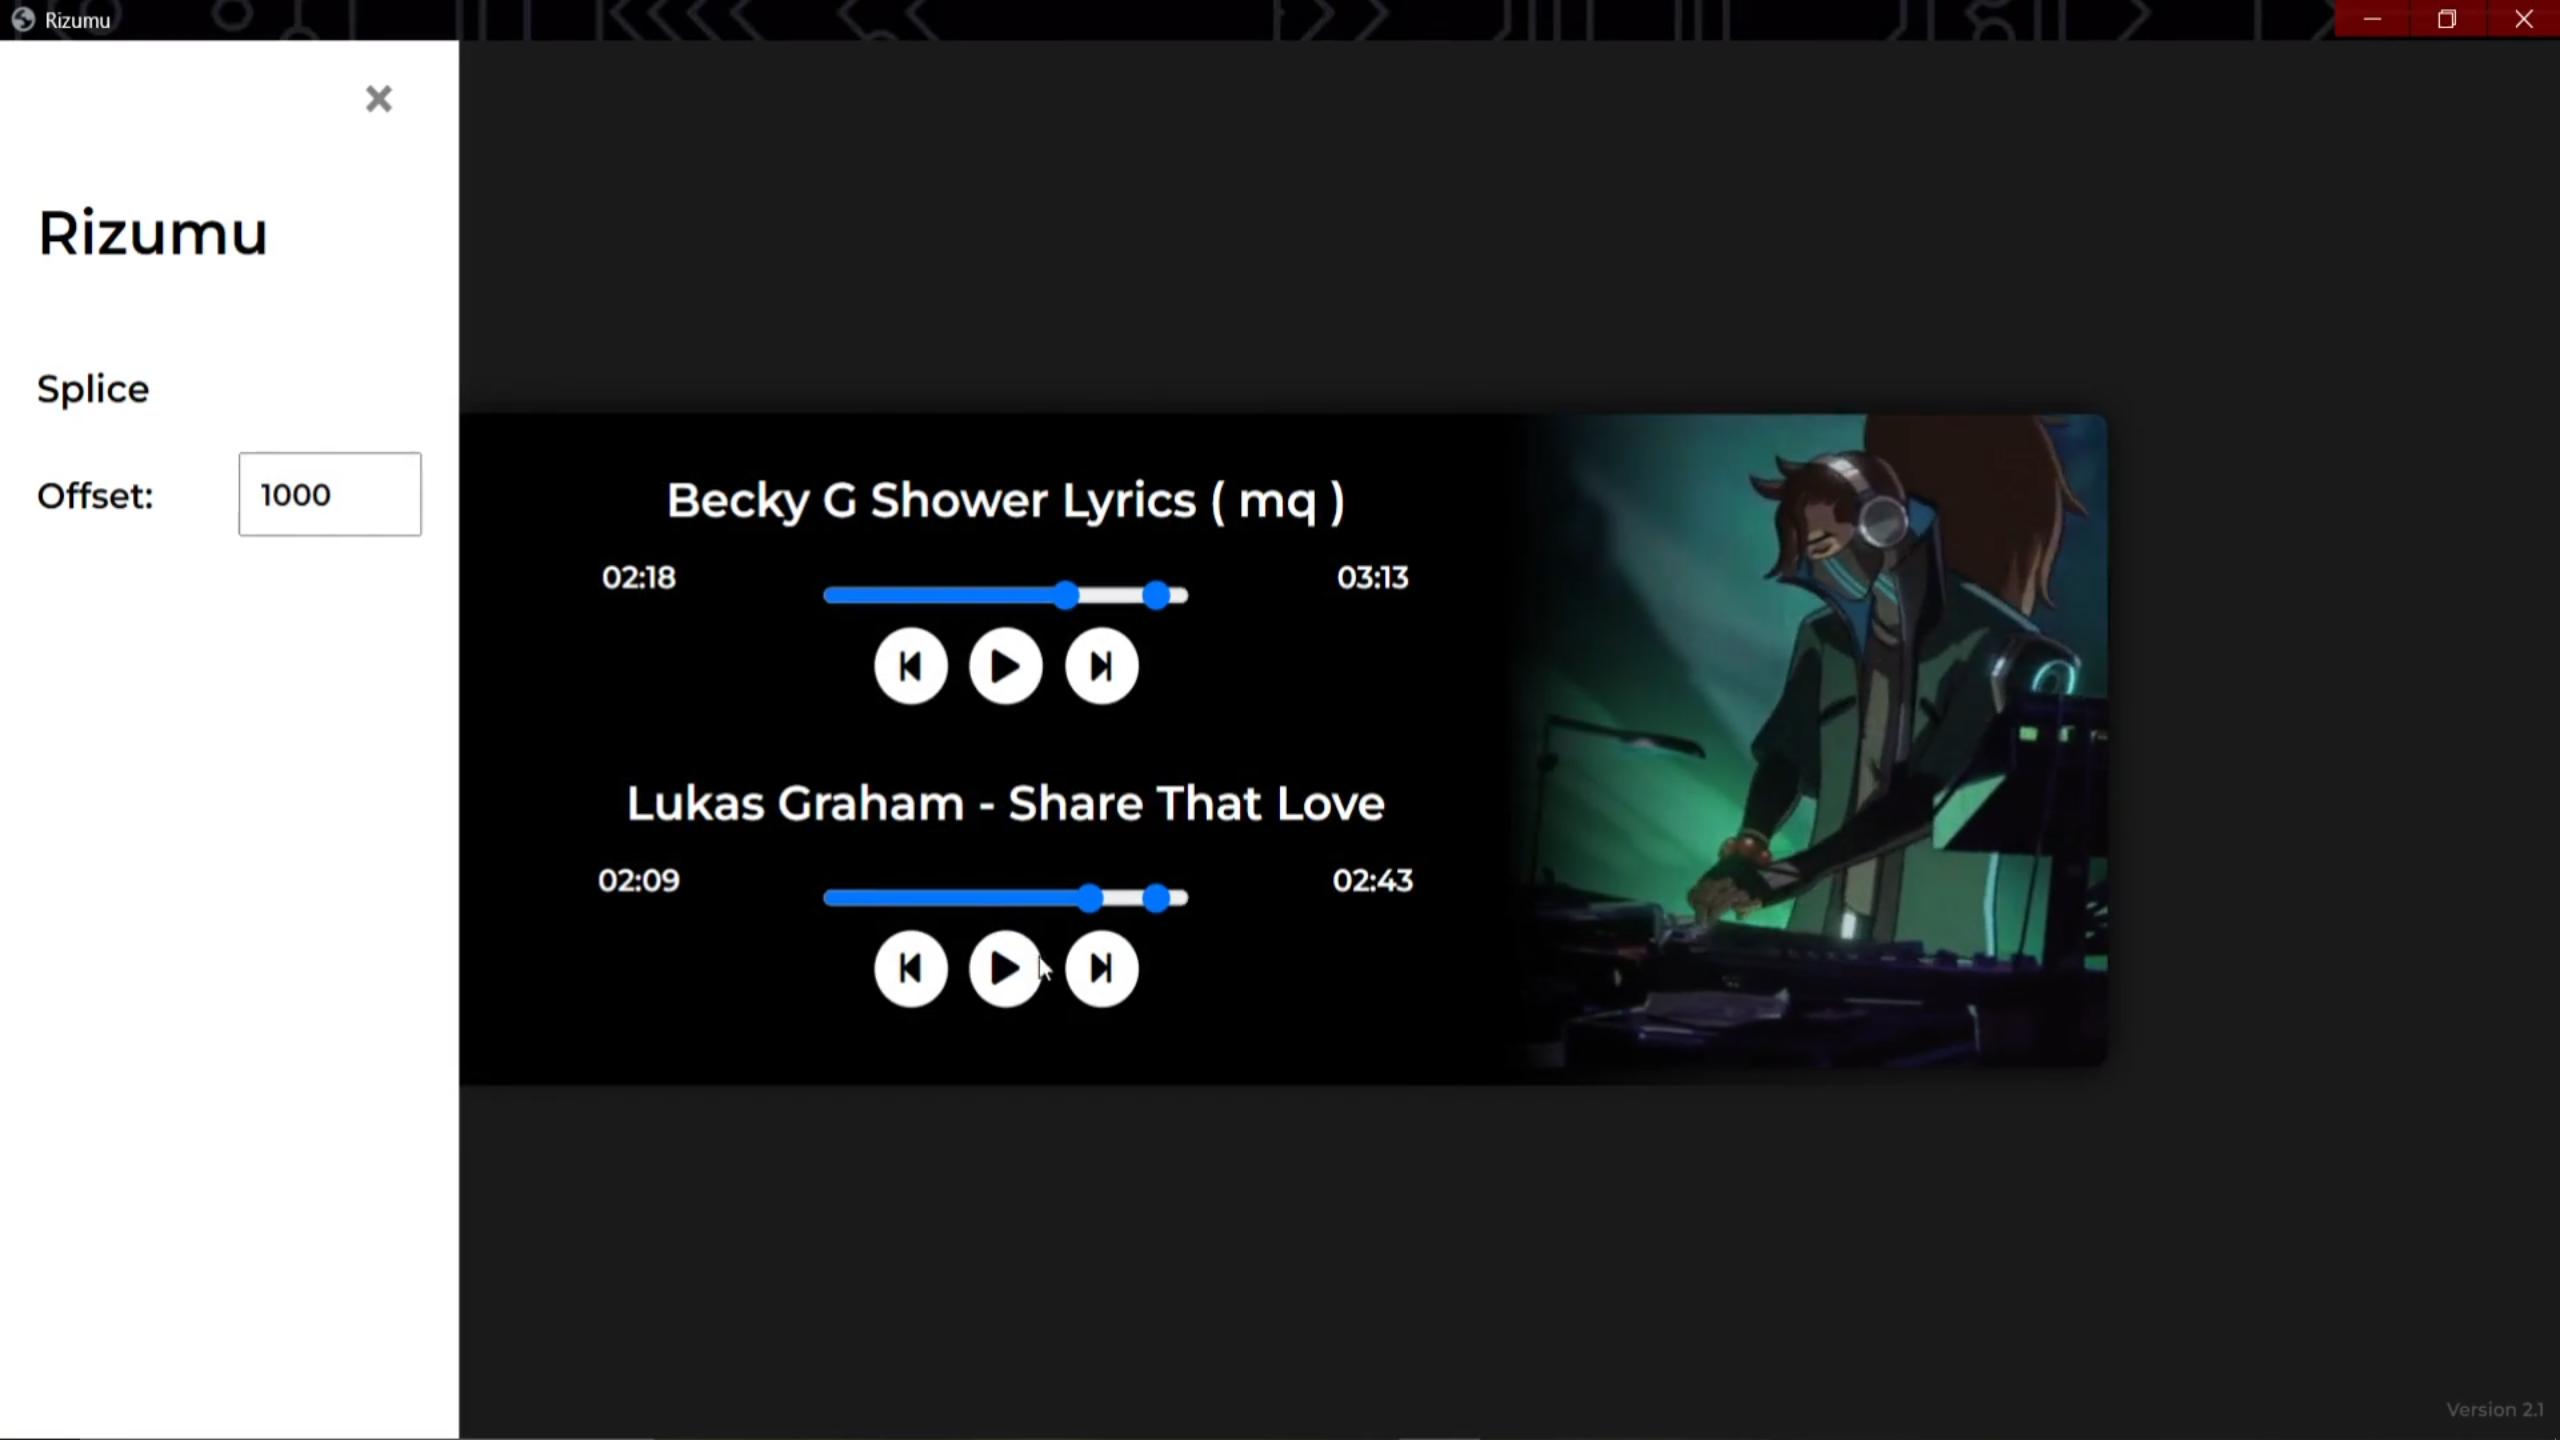 Rizumu
Rizumu
Splice
Offset: 1000
Becky G Shower Lyrics ( mq )
02:18 03:13
Lukas Graham - Share That Love
02:09 02:43
Version 2.1